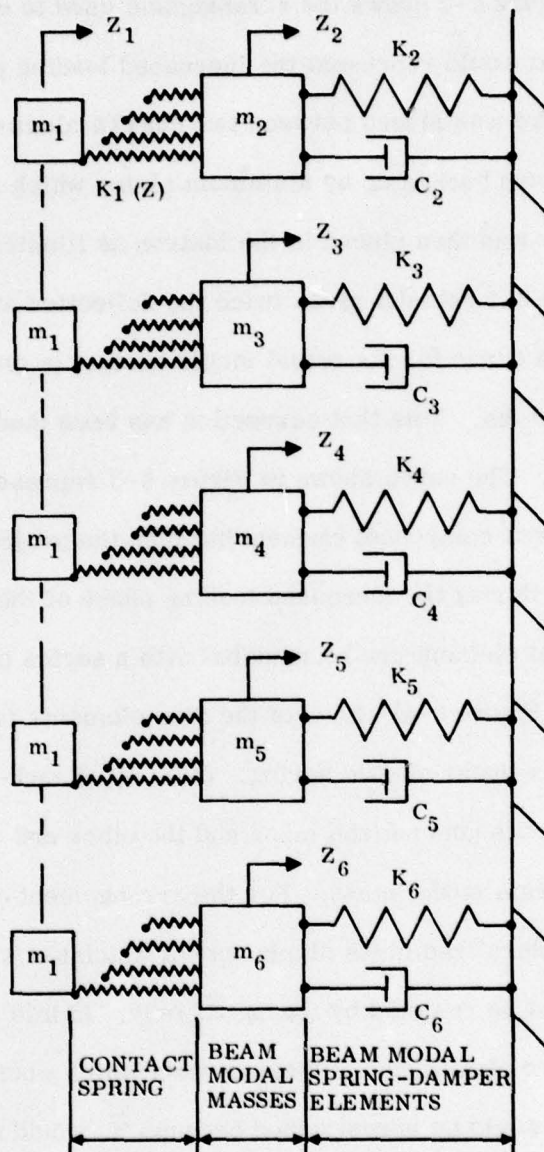 Z1 Z2
K2
m1 m2
K1 (Z) C2
Z3
K3
m1 m3
C3
Z4
K4
m1 m4
C4
Z5
K5
m1 m5
C5
Z6
K6
m1 m6
C6
CONTACT SPRING
BEAM MODAL MASSES
BEAM MODAL SPRING-DAMPER ELEMENTS